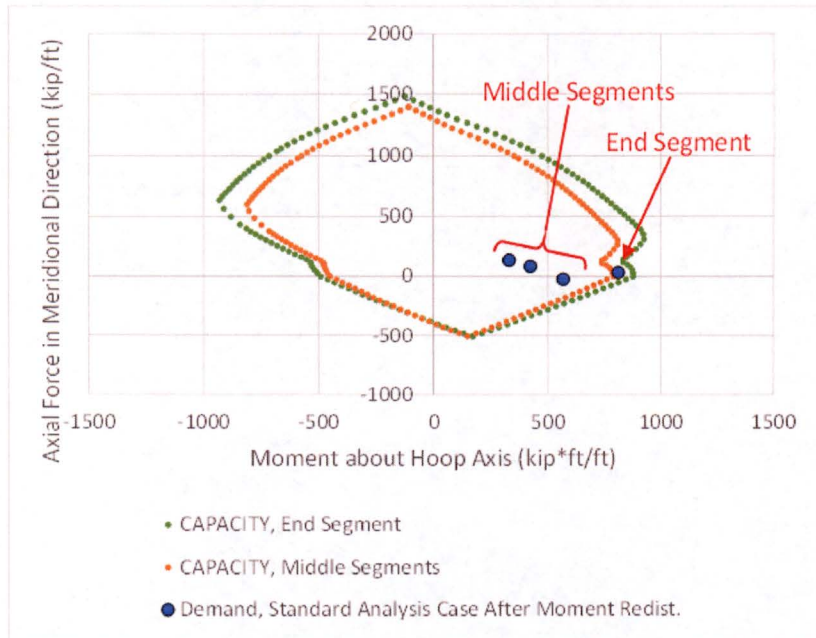 2000
1500
1000
500
0
-500
-1000
-1500
-1000
-500
0
500
1000
1500
Axial Force in Meridional Direction (kip/ft)
Moment about Hoop Axis (kip*ft/ft)
Middle Segments
End Segment
CAPACITY, End Segment
CAPACITY, Middle Segments
Demand, Standard Analysis Case After Moment Redist.